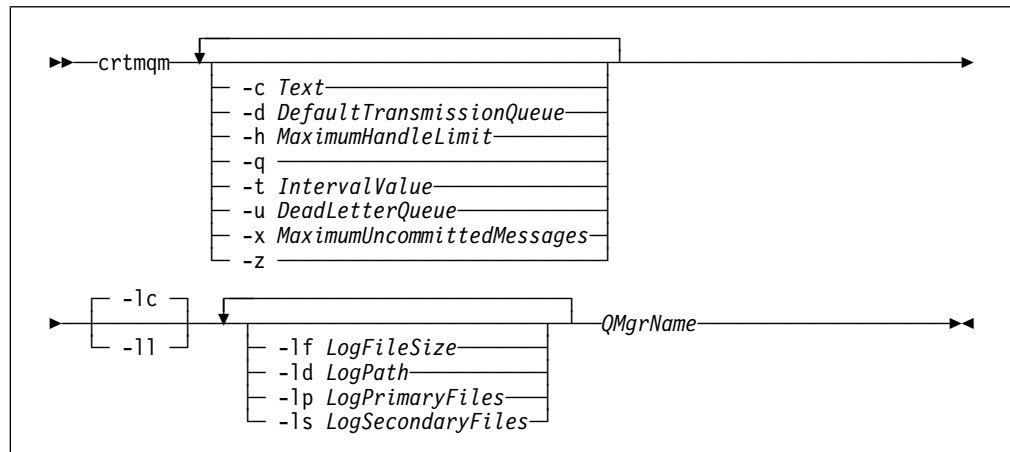 crtmqm
-c Text
-d DefaultTransmissionQueue
-h MaximumHandleLimit
-q
-t IntervalValue
-u DeadLetterQueue
-x MaximumUncommittedMessages
-z
-lc
-ll
QMgrName
-lf LogFileSize
-ld LogPath
-lp LogPrimaryFiles
-ls LogSecondaryFiles